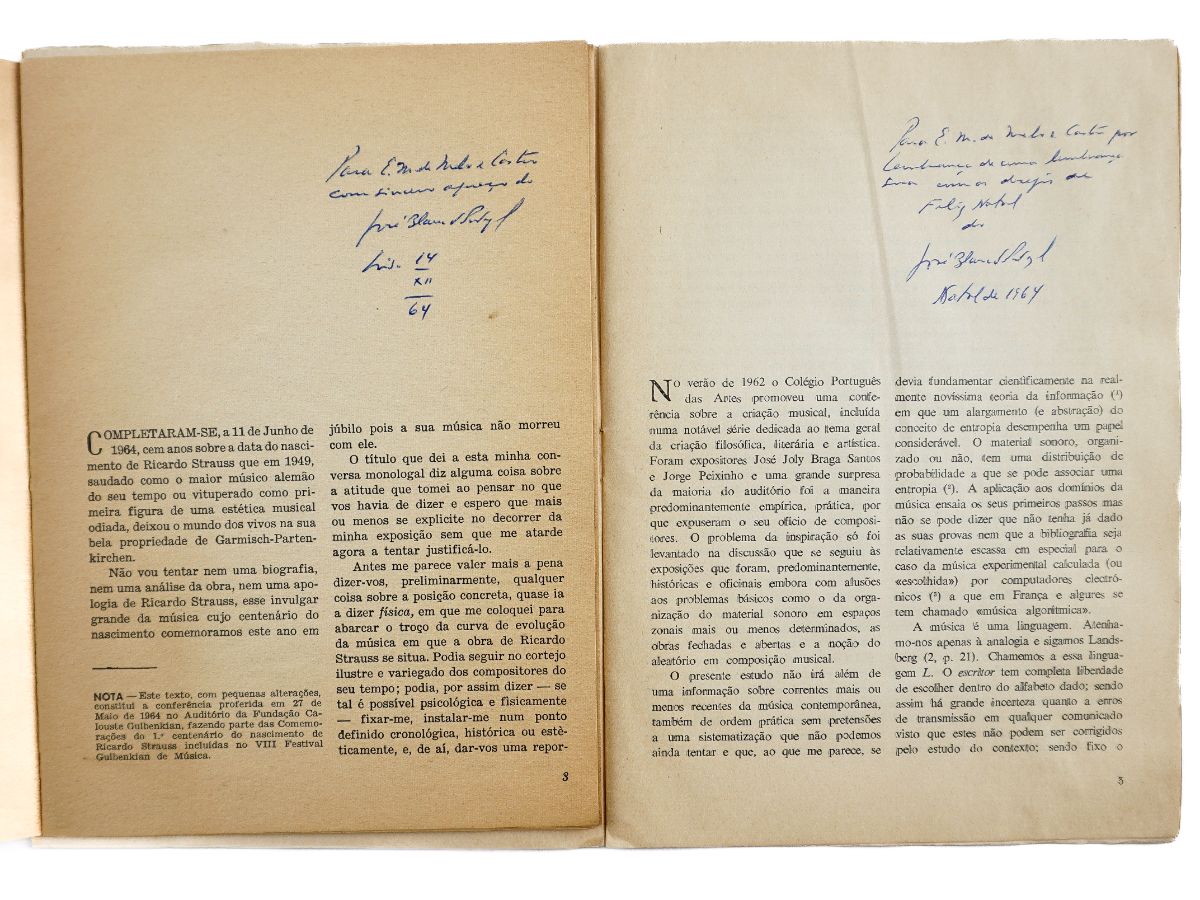 Para E. M. de Melo e Castro
com sincero apreço do
José Blanc de Portugal
14
XII
64
COMPLETARAM-SE, a 11 de Junho de
1964, cem anos sobre a data do nasci-
mento de Ricardo Strauss que em 1949,
saudado como o maior músico alemão
do seu tempo ou vituperado como pri-
meira figura de uma estética musical
odiada, deixou o mundo dos vivos na sua
bela propriedade de Garmisch-Parten-
kirchen.
Não vou tentar nem uma biografia,
nem uma análise da obra, nem uma apo-
logia de Ricardo Strauss, esse invulgar
grande da música cujo centenário do
nascimento comemoramos este ano em
NOTA — Este texto, com pequenas alterações,
constitui a conferência proferida em 27 de
Maio de 1964 no Auditório da Fundação Ca-
louste Gulbenkian, fazendo parte das Comemo-
rações do 1.º centenário do nascimento de
Ricardo Strauss incluídas no VIII Festival
Gulbenkian de Música.
júbilo pois a sua música não morreu
com ele.
O título que dei a esta minha con-
versa monologal diz alguma coisa sobre
a atitude que tomei ao pensar no que
vos havia de dizer e espero que mais
ou menos se explicite no decorrer da
minha exposição sem que me atarde
agora a tentar justificá-lo.
Antes me parece valer mais a pena
dizer-vos, preliminarmente, qualquer
coisa sobre a posição concreta, quase ia
a dizer física, em que me coloquei para
abarcar o troço da curva de evolução
da música em que a obra de Ricardo
Strauss se situa. Podia seguir no cortejo
ilustre e variegado dos compositores do
seu tempo; podia, por assim dizer — se
tal é possível psicológica e fisicamente
— fixar-me, instalar-me num ponto
definido cronológico, histórica ou estè-
ticamente, e, de aí, dar-vos uma repor-
3
Para E. M. de Melo e Castro por
lembrança de uma lembrança
sua com os desejos de
Feliz Natal
do
José Blanc de Portugal
Natal de 1964
NO verão de 1962 o Colégio Português
das Artes promoveu uma confe-
rência sobre a criação musical, incluída
numa notável série dedicada ao tema geral
da criação filosófica, literária e artística.
Foram expositores José Joly Braga Santos
e Jorge Peixinho e uma grande surpresa
da maioria do auditório foi a maneira
predominantemente empírica, prática, por
que expuseram o seu ofício de composi-
tores. O problema da inspiração só foi
levantado na discussão que se seguiu às
exposições que foram, predominantemente,
históricas e oficinais embora com alusões
aos problemas básicos como o da orga-
nização do material sonoro em espaços
zonais mais ou menos determinados, as
obras fechadas e abertas e a noção do
aleatório em composição musical.
O presente estudo não irá além de
uma informação sobre correntes mais ou
menos recentes da música contemporânea,
também de ordem prática sem pretensões
a uma sistematização que não podemos
ainda tentar e que, ao que me parece, se
devia fundamentar cientìficamente na real-
mente novíssima teoria da informação (¹)
em que um alargamento (e abstração) do
conceito de entropia desempenha um papel
considerável. O material sonoro, organi-
zado ou não, tem uma distribuição de
probabilidade a que se pode associar uma
entropia (²). A aplicação aos domínios da
música ensaia os seus primeiros passos mas
não se pode dizer que não tenha já dado
as suas provas nem que a bibliografia seja
relativamente escassa em especial para o
caso da música experimental calculada (ou
«escolhida») por computadores electró-
nicos (³) a que em França e algures se
tem chamado «música algorítmica».
A música é uma linguagem. Atenha-
mo-nos apenas à analogia e sigamos Lands-
berg (2, p. 21). Chamemos a essa lingua-
gem L. O escritor tem completa liberdade
de escolher dentro do alfabeto dado; sendo
assim há grande incerteza quanto a erros
de transmissão em qualquer comunicado
visto que estes não podem ser corrigidos
pelo estudo do contexto; sendo fixo o
5